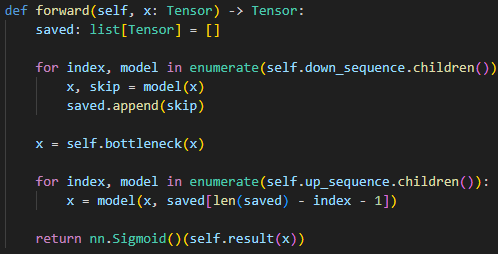 def forward(self, x: Tensor) -> Tensor:
    saved: list[Tensor] = []

    for index, model in enumerate(self.down_sequence.children())
        x, skip = model(x)
        saved.append(skip)

    x = self.bottleneck(x)

    for index, model in enumerate(self.up_sequence.children()):
        x = model(x, saved[len(saved) - index - 1])

    return nn.Sigmoid()(self.result(x))